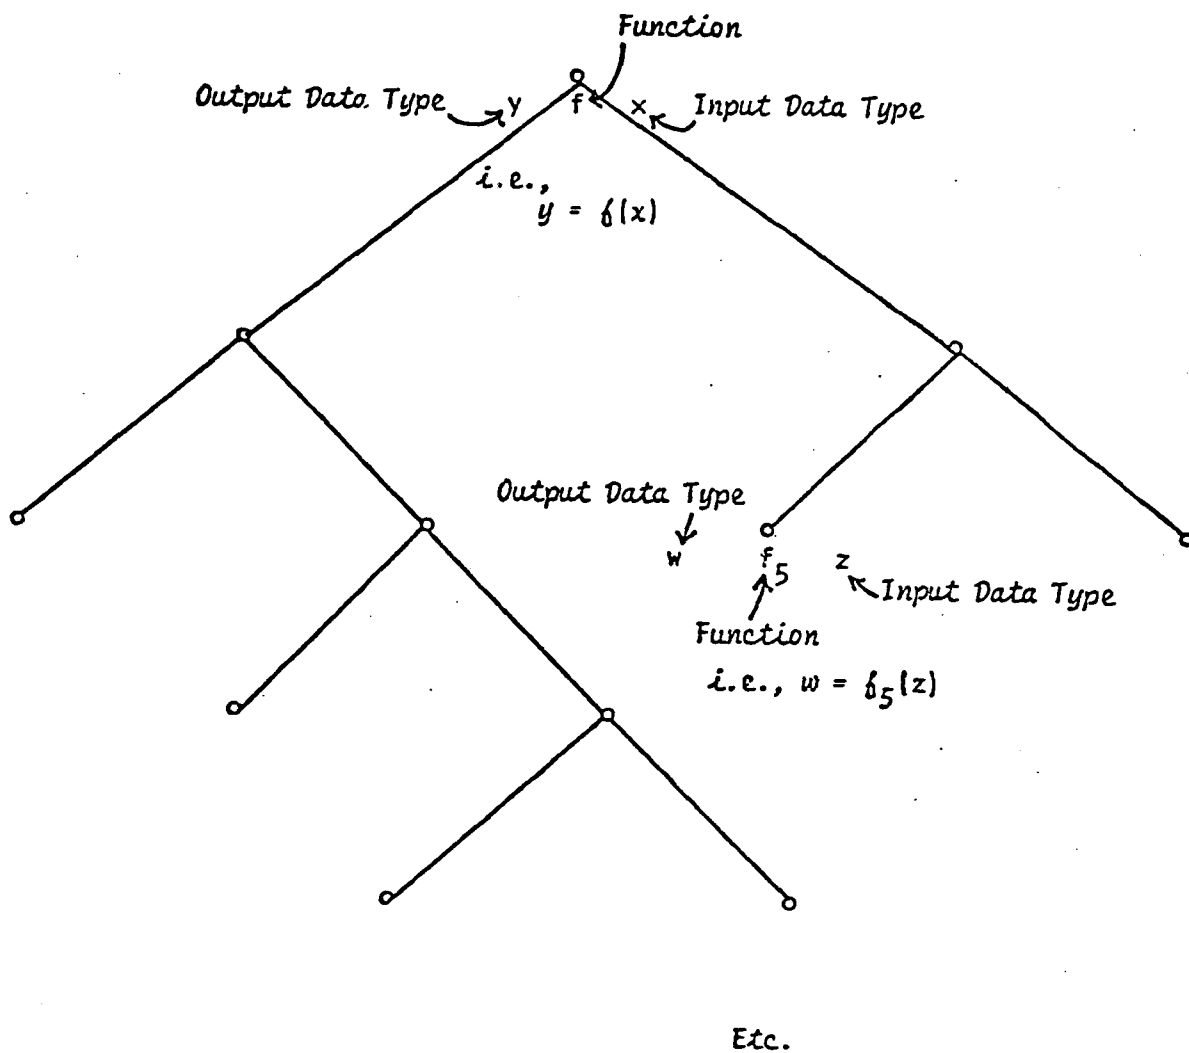 Function
Output Data Type y f x Input Data Type
i.e.,
y = f(x)
Output Data Type
w f5 z
Input Data Type
Function
i.e., w = f5(z)
Etc.